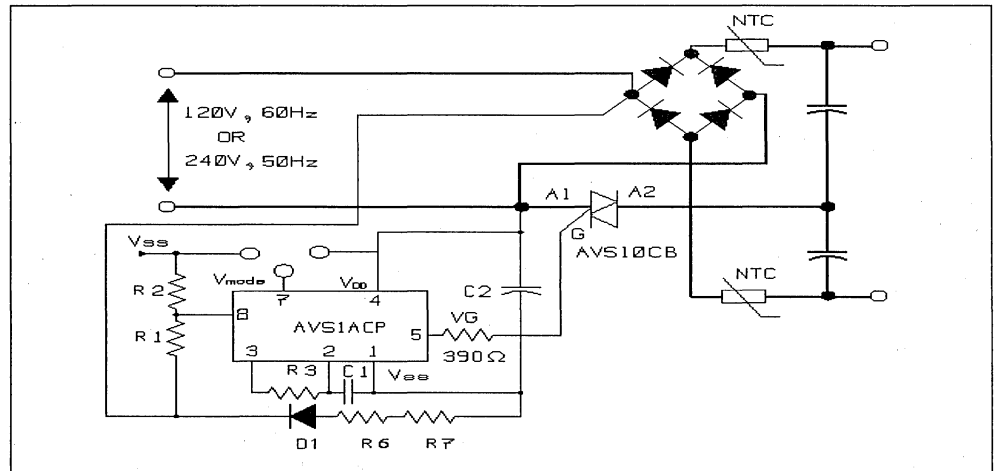 NTC
120V, 60Hz
OR
240V, 50Hz
A1
A2
G
AVS10CB
Vss
Vmode
VDD
R2
7
4
C2
NTC
8
AVS1ACP
5
VG
R1
390Ω
3
2
1
R3
C1
Vss
D1
R6
R7